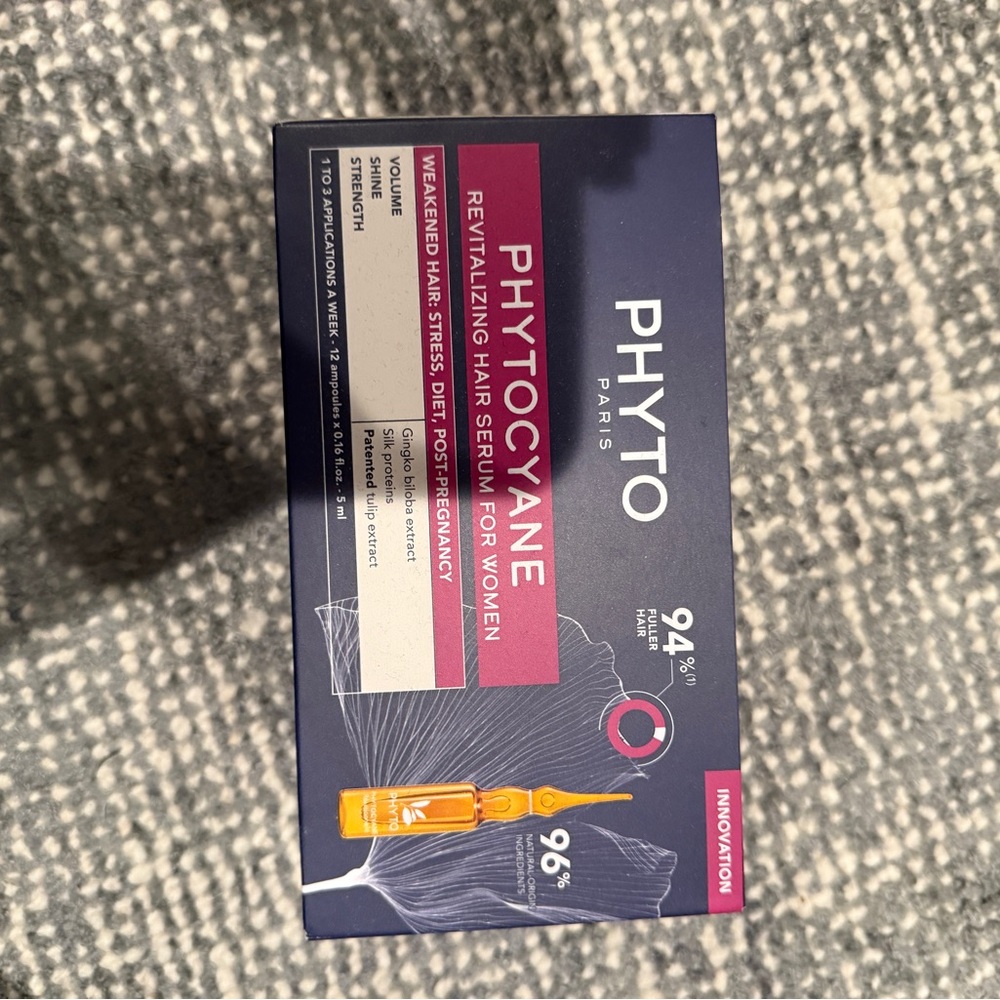 PHYTO
PARIS
94%(1)
FULLER
HAIR
INNOVATION
PHYTOCYANE
REVITALIZING HAIR SERUM FOR WOMEN
WEAKENED HAIR: STRESS, DIET, POST-PREGNANCY
VOLUME
SHINE
STRENGTH
Gingko biloba extract
Silk proteins
Patented tulip extract
1 TO 3 APPLICATIONS A WEEK - 12 ampoules x 0.16 fl.oz. - 5 ml
96%
NATURAL-ORIGIN
INGREDIENTS
PHYTO